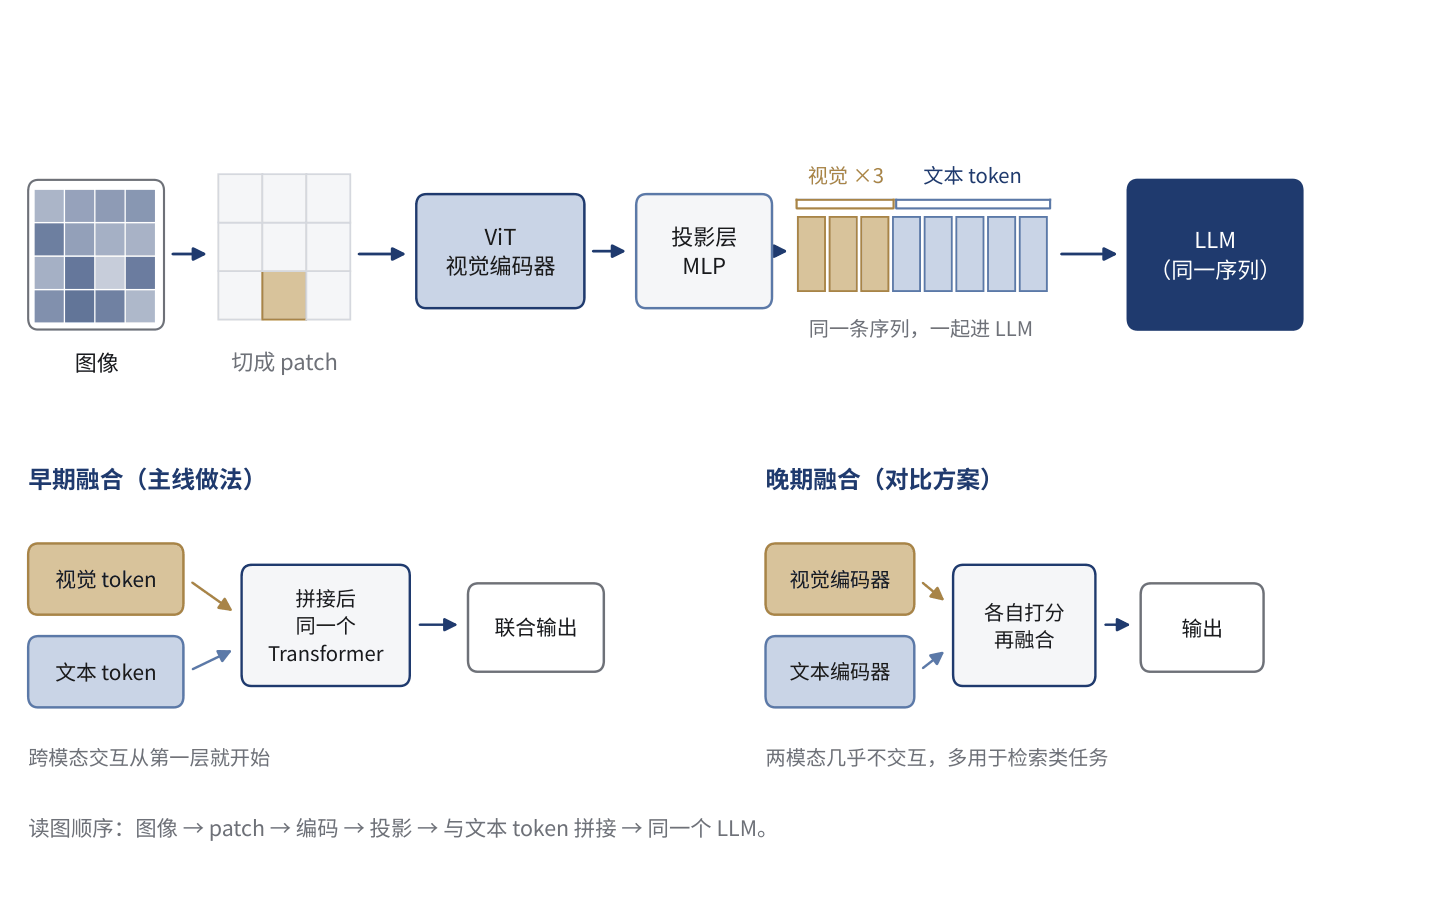 视觉 ×3
文本 token
ViT
视觉编码器
投影层
MLP
LLM
（同一序列）
同一条序列，一起进 LLM
图像
切成 patch
早期融合（主线做法）
视觉 token
文本 token
拼接后
同一个
Transformer
联合输出
跨模态交互从第一层就开始
晚期融合（对比方案）
视觉编码器
文本编码器
各自打分
再融合
输出
两模态几乎不交互，多用于检索类任务
读图顺序：图像 → patch → 编码 → 投影 → 与文本 token 拼接 → 同一个 LLM。